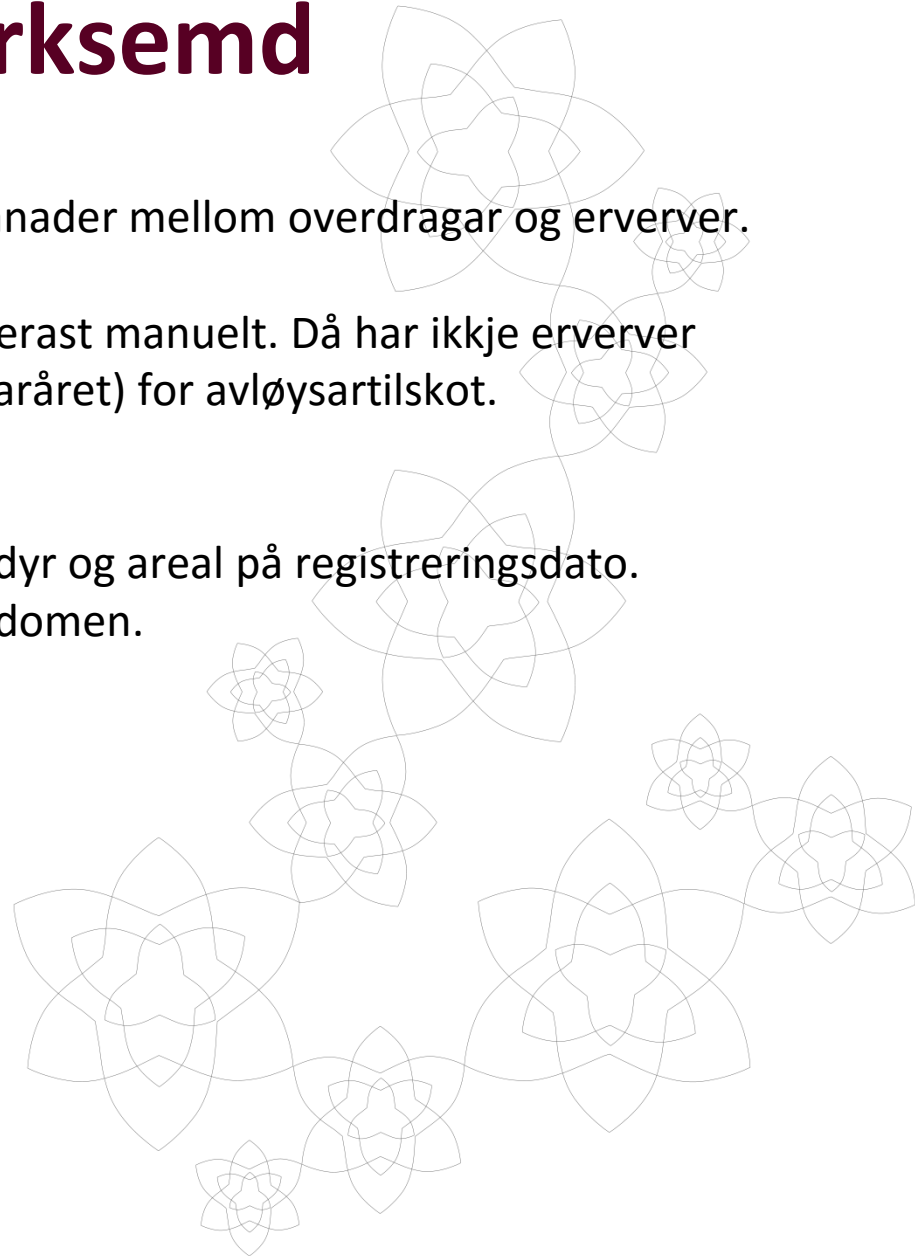 rksemd
nader mellom overdragar og erverver.
erast manuelt. Då har ikkje erverver
aråret) for avløysartilskot.
dyr og areal på registreringsdato.
domen.